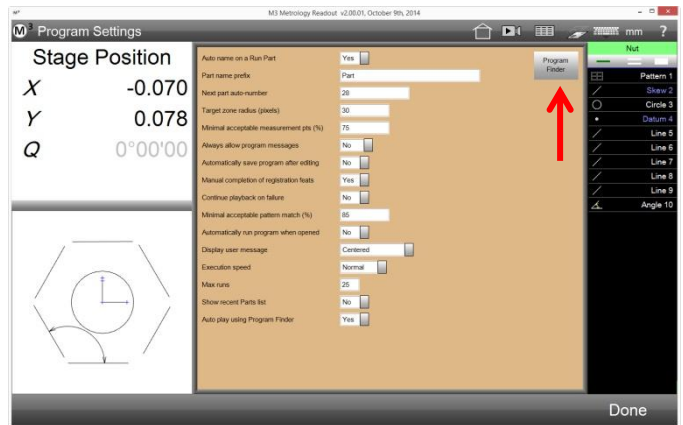 M3 Metrology Readout v2.00.01, October 9th, 2014
M³ Program Settings
mm ?
Stage Position
X -0.070
Y 0.078
Q 0°00'00
Auto name on a Run Part Yes
Part name prefix Part
Next part auto-number 28
Target zone radius (pixels) 30
Minimal acceptable measurement pts (%) 75
Always allow program messages No
Automatically save program after editing No
Manual completion of registration feats Yes
Continue playback on failure No
Minimal acceptable pattern match (%) 85
Automatically run program when opened No
Display user message Centered
Execution speed Normal
Max runs 25
Show recent Parts list No
Auto play using Program Finder Yes
Program
Finder
Nut
Pattern 1
Skew 2
Circle 3
Datum 4
Line 5
Line 6
Line 7
Line 8
Line 9
Angle 10
Done